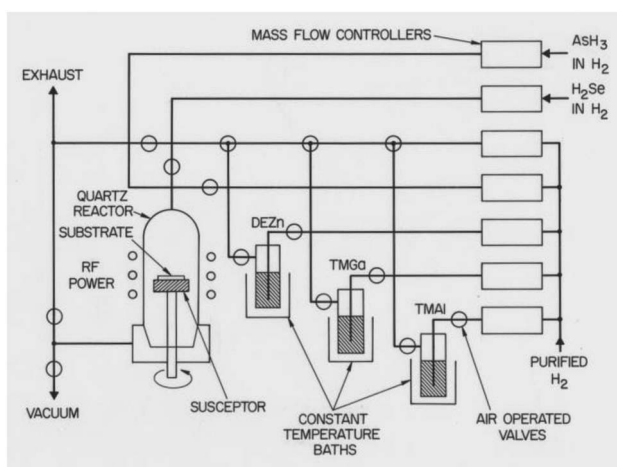 MASS FLOW CONTROLLERS
AsH3
IN H2
H2Se
IN H2
EXHAUST
QUARTZ
REACTOR
SUBSTRATE
RF
POWER
DEZn
TMGa
TMAl
PURIFIED
H2
VACUUM
SUSCEPTOR
CONSTANT
TEMPERATURE
BATHS
AIR OPERATED
VALVES